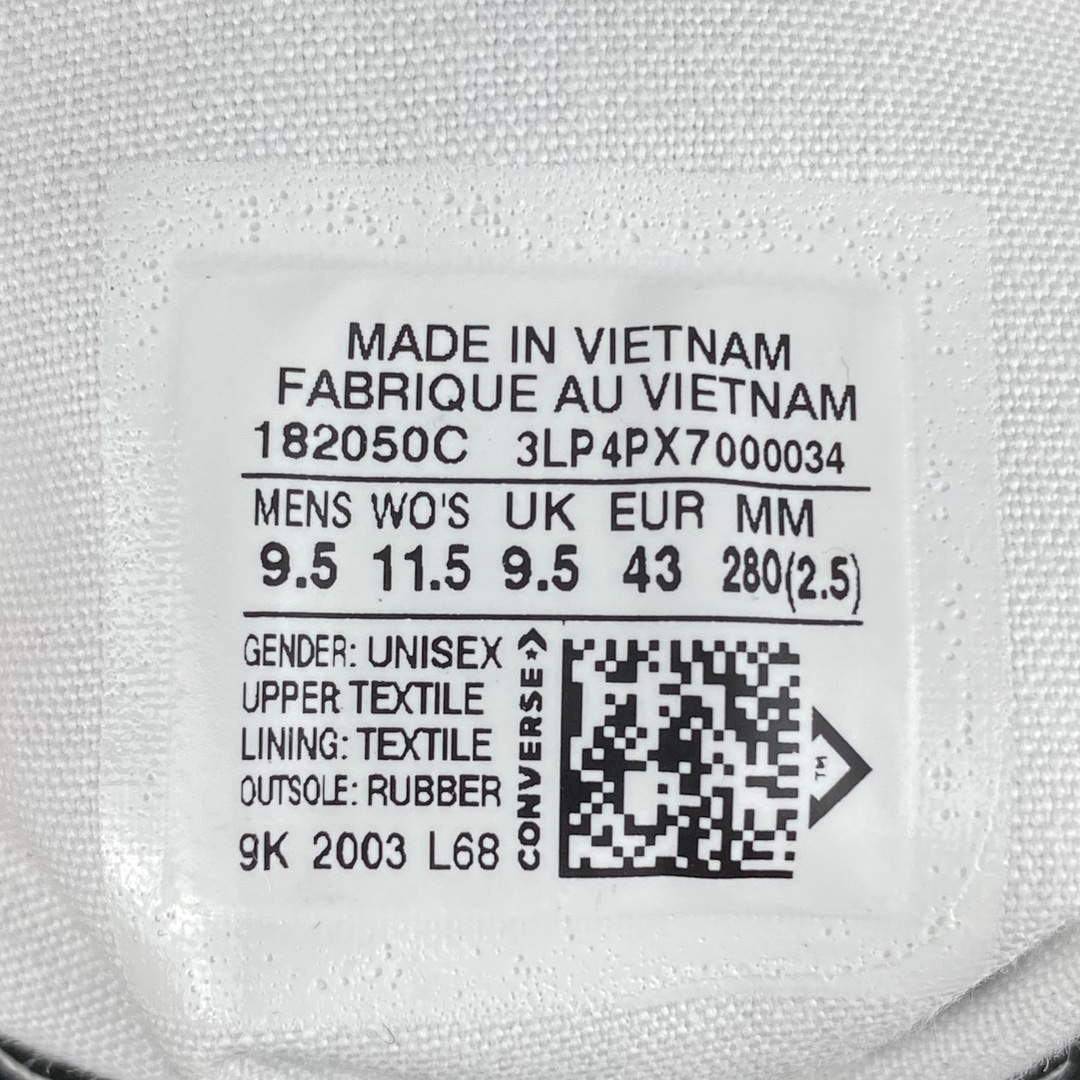 MADE IN VIETNAM
FABRIQUE AU VIETNAM
182050C 3LP4PX7000034
MENS WO'S UK EUR MM
9.5 11.5 9.5 43 280(2.5)
GENDER: UNISEX
UPPER TEXTILE
LINING: TEXTILE
OUTSOLE: RUBBER
9K 2003 L68
CONVERSE
TM